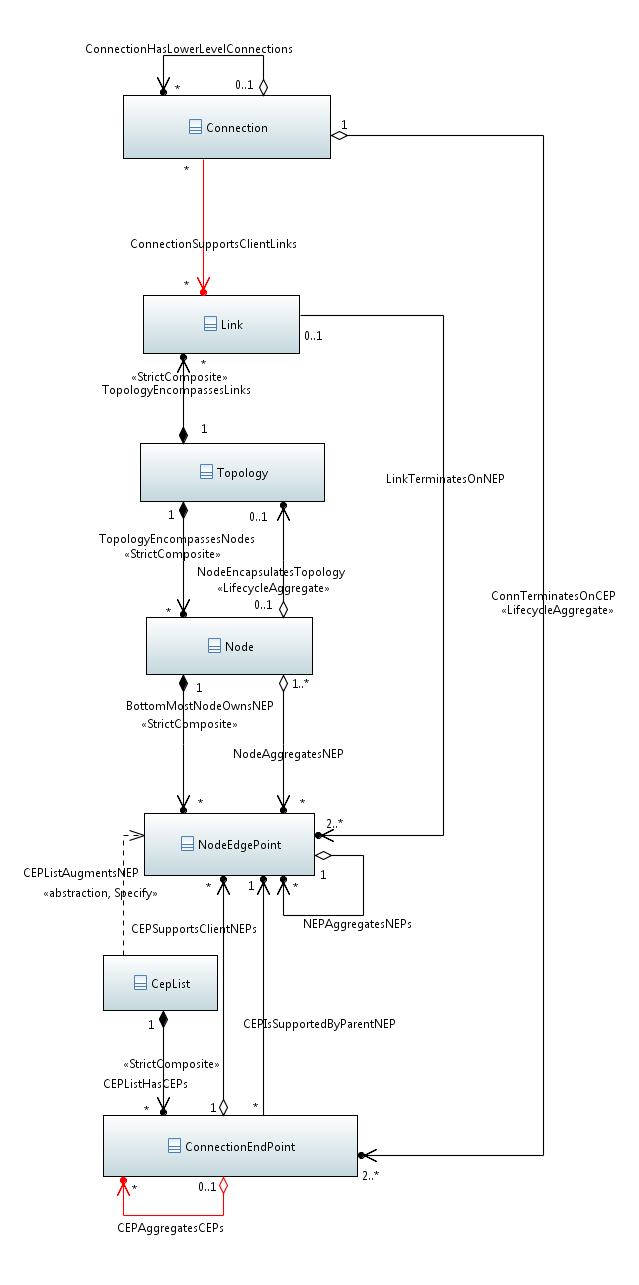 ConnectionHasLowerLevelConnections
*
0..1
Connection
1
*
ConnectionSupportsClientLinks
*
Link
0..1
*
«StrictComposite»
TopologyEncompassesLinks
1
Topology
LinkTerminatesOnNEP
1
0..1
TopologyEncompassesNodes
«StrictComposite»
NodeEncapsulatesTopology
«LifecycleAggregate»
ConnTerminatesOnCEP
«LifecycleAggregate»
*
0..1
Node
1
1..*
BottomMostNodeOwnsNEP
«StrictComposite»
NodeAggregatesNEP
*
*
2..*
NodeEdgePoint
1
CEPListAugmentsNEP
«abstraction, Specify»
*
1
*
NEPAggregatesNEPs
CEPSupportsClientNEPs
CepList
1
CEPIsSupportedByParentNEP
«StrictComposite»
CEPListHasCEPs
*
1
*
ConnectionEndPoint
2..*
*
0..1
CEPAggregatesCEPs